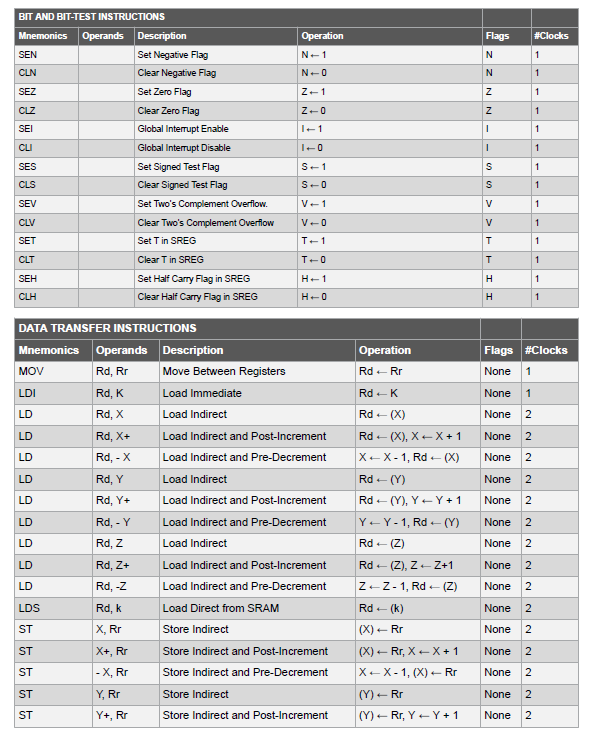 BIT AND BIT-TEST INSTRUCTIONS
Mnemonics Operands Description Operation Flags #Clocks
SEN Set Negative Flag N ← 1 N 1
CLN Clear Negative Flag N ← 0 N 1
SEZ Set Zero Flag Z ← 1 Z 1
CLZ Clear Zero Flag Z ← 0 Z 1
SEI Global Interrupt Enable I ← 1 I 1
CLI Global Interrupt Disable I ← 0 I 1
SES Set Signed Test Flag S ← 1 S 1
CLS Clear Signed Test Flag S ← 0 S 1
SEV Set Two's Complement Overflow. V ← 1 V 1
CLV Clear Two's Complement Overflow V ← 0 V 1
SET Set T in SREG T ← 1 T 1
CLT Clear T in SREG T ← 0 T 1
SEH Set Half Carry Flag in SREG H ← 1 H 1
CLH Clear Half Carry Flag in SREG H ← 0 H 1
DATA TRANSFER INSTRUCTIONS
Mnemonics Operands Description Operation Flags #Clocks
MOV Rd, Rr Move Between Registers Rd ← Rr None 1
LDI Rd, K Load Immediate Rd ← K None 1
LD Rd, X Load Indirect Rd ← (X) None 2
LD Rd, X+ Load Indirect and Post-Increment Rd ← (X), X ← X + 1 None 2
LD Rd, - X Load Indirect and Pre-Decrement X ← X - 1, Rd ← (X) None 2
LD Rd, Y Load Indirect Rd ← (Y) None 2
LD Rd, Y+ Load Indirect and Post-Increment Rd ← (Y), Y ← Y + 1 None 2
LD Rd, - Y Load Indirect and Pre-Decrement Y ← Y - 1, Rd ← (Y) None 2
LD Rd, Z Load Indirect Rd ← (Z) None 2
LD Rd, Z+ Load Indirect and Post-Increment Rd ← (Z), Z ← Z+1 None 2
LD Rd, -Z Load Indirect and Pre-Decrement Z ← Z - 1, Rd ← (Z) None 2
LDS Rd, k Load Direct from SRAM Rd ← (k) None 2
ST X, Rr Store Indirect (X) ← Rr None 2
ST X+, Rr Store Indirect and Post-Increment (X) ← Rr, X ← X + 1 None 2
ST - X, Rr Store Indirect and Pre-Decrement X ← X - 1, (X) ← Rr None 2
ST Y, Rr Store Indirect (Y) ← Rr None 2
ST Y+, Rr Store Indirect and Post-Increment (Y) ← Rr, Y ← Y + 1 None 2